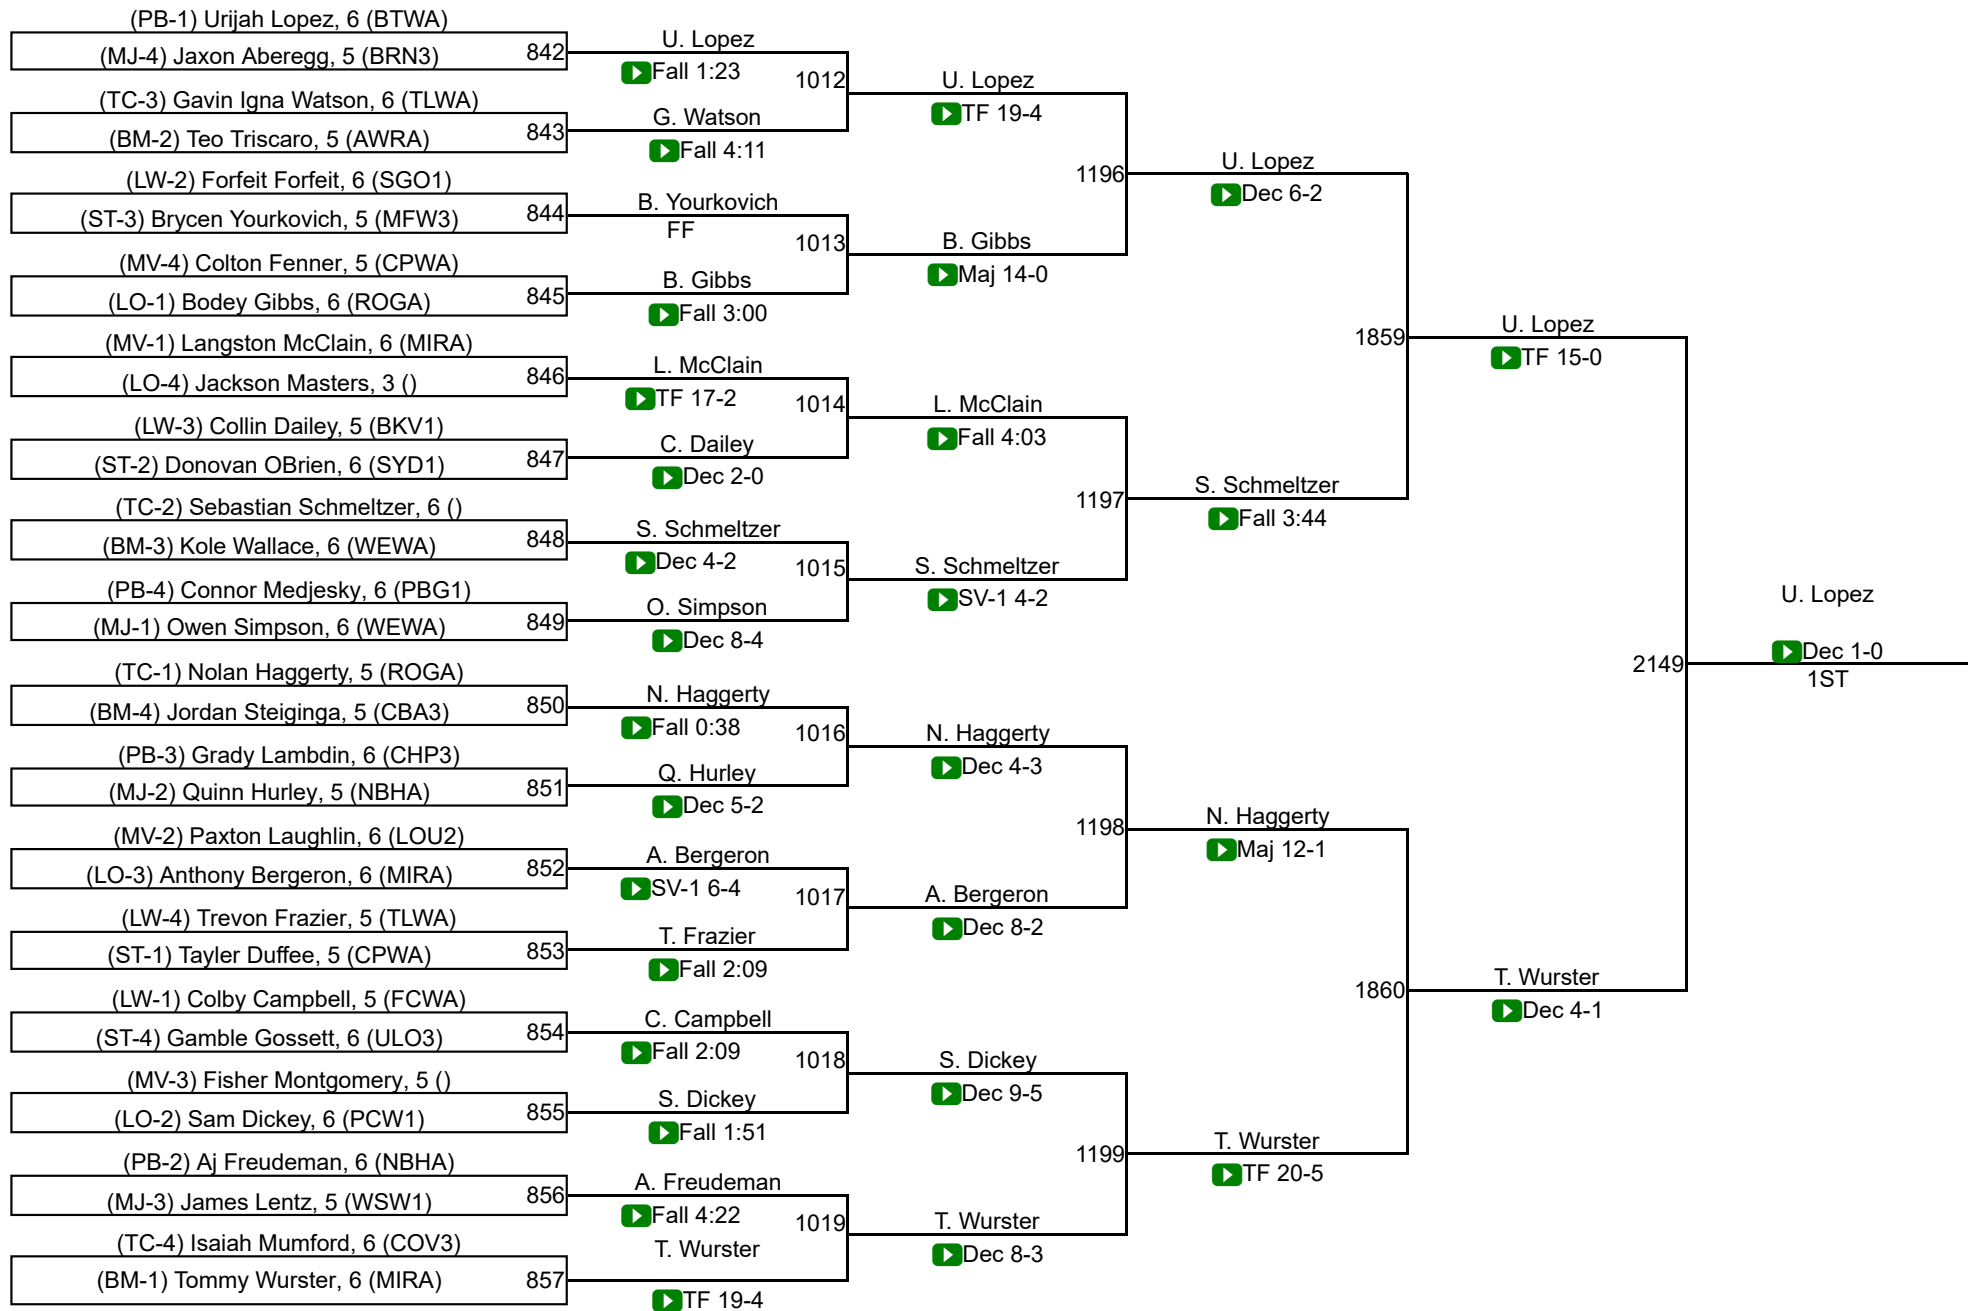 (PB-1) Urijah Lopez, 6 (BTWA)
(MJ-4) Jaxon Aberegg, 5 (BRN3)
842
(TC-3) Gavin Igna Watson, 6 (TLWA)
(BM-2) Teo Triscaro, 5 (AWRA)
843
(LW-2) Forfeit Forfeit, 6 (SGO1)
(ST-3) Brycen Yourkovich, 5 (MFW3)
844
(MV-4) Colton Fenner, 5 (CPWA)
(LO-1) Bodey Gibbs, 6 (ROGA)
845
(MV-1) Langston McClain, 6 (MIRA)
(LO-4) Jackson Masters, 3 ()
846
(LW-3) Collin Dailey, 5 (BKV1)
(ST-2) Donovan OBrien, 6 (SYD1)
847
(TC-2) Sebastian Schmeltzer, 6 ()
(BM-3) Kole Wallace, 6 (WEWA)
848
(PB-4) Connor Medjesky, 6 (PBG1)
(MJ-1) Owen Simpson, 6 (WEWA)
849
(TC-1) Nolan Haggerty, 5 (ROGA)
(BM-4) Jordan Steiginga, 5 (CBA3)
850
(PB-3) Grady Lambdin, 6 (CHP3)
(MJ-2) Quinn Hurley, 5 (NBHA)
851
(MV-2) Paxton Laughlin, 6 (LOU2)
(LO-3) Anthony Bergeron, 6 (MIRA)
852
(LW-4) Trevon Frazier, 5 (TLWA)
(ST-1) Tayler Duffee, 5 (CPWA)
853
(LW-1) Colby Campbell, 5 (FCWA)
(ST-4) Gamble Gossett, 6 (ULO3)
854
(MV-3) Fisher Montgomery, 5 ()
(LO-2) Sam Dickey, 6 (PCW1)
855
(PB-2) Aj Freudeman, 6 (NBHA)
(MJ-3) James Lentz, 5 (WSW1)
856
(TC-4) Isaiah Mumford, 6 (COV3)
(BM-1) Tommy Wurster, 6 (MIRA)
857
U. Lopez
Fall 1:23
1012
G. Watson
Fall 4:11
B. Yourkovich
FF
1013
B. Gibbs
Fall 3:00
L. McClain
TF 17-2
1014
C. Dailey
Dec 2-0
S. Schmeltzer
Dec 4-2
1015
O. Simpson
Dec 8-4
N. Haggerty
Fall 0:38
1016
Q. Hurley
Dec 5-2
A. Bergeron
SV-1 6-4
1017
T. Frazier
Fall 2:09
C. Campbell
Fall 2:09
1018
S. Dickey
Fall 1:51
A. Freudeman
Fall 4:22
1019
T. Wurster
TF 19-4
U. Lopez
TF 19-4
1196
B. Gibbs
Maj 14-0
L. McClain
Fall 4:03
1197
S. Schmeltzer
SV-1 4-2
N. Haggerty
Dec 4-3
1198
A. Bergeron
Dec 8-2
S. Dickey
Dec 9-5
1199
T. Wurster
Dec 8-3
U. Lopez
Dec 6-2
1859
S. Schmeltzer
Fall 3:44
N. Haggerty
Maj 12-1
1860
T. Wurster
TF 20-5
U. Lopez
TF 15-0
2149
T. Wurster
Dec 4-1
U. Lopez
Dec 1-0
1ST